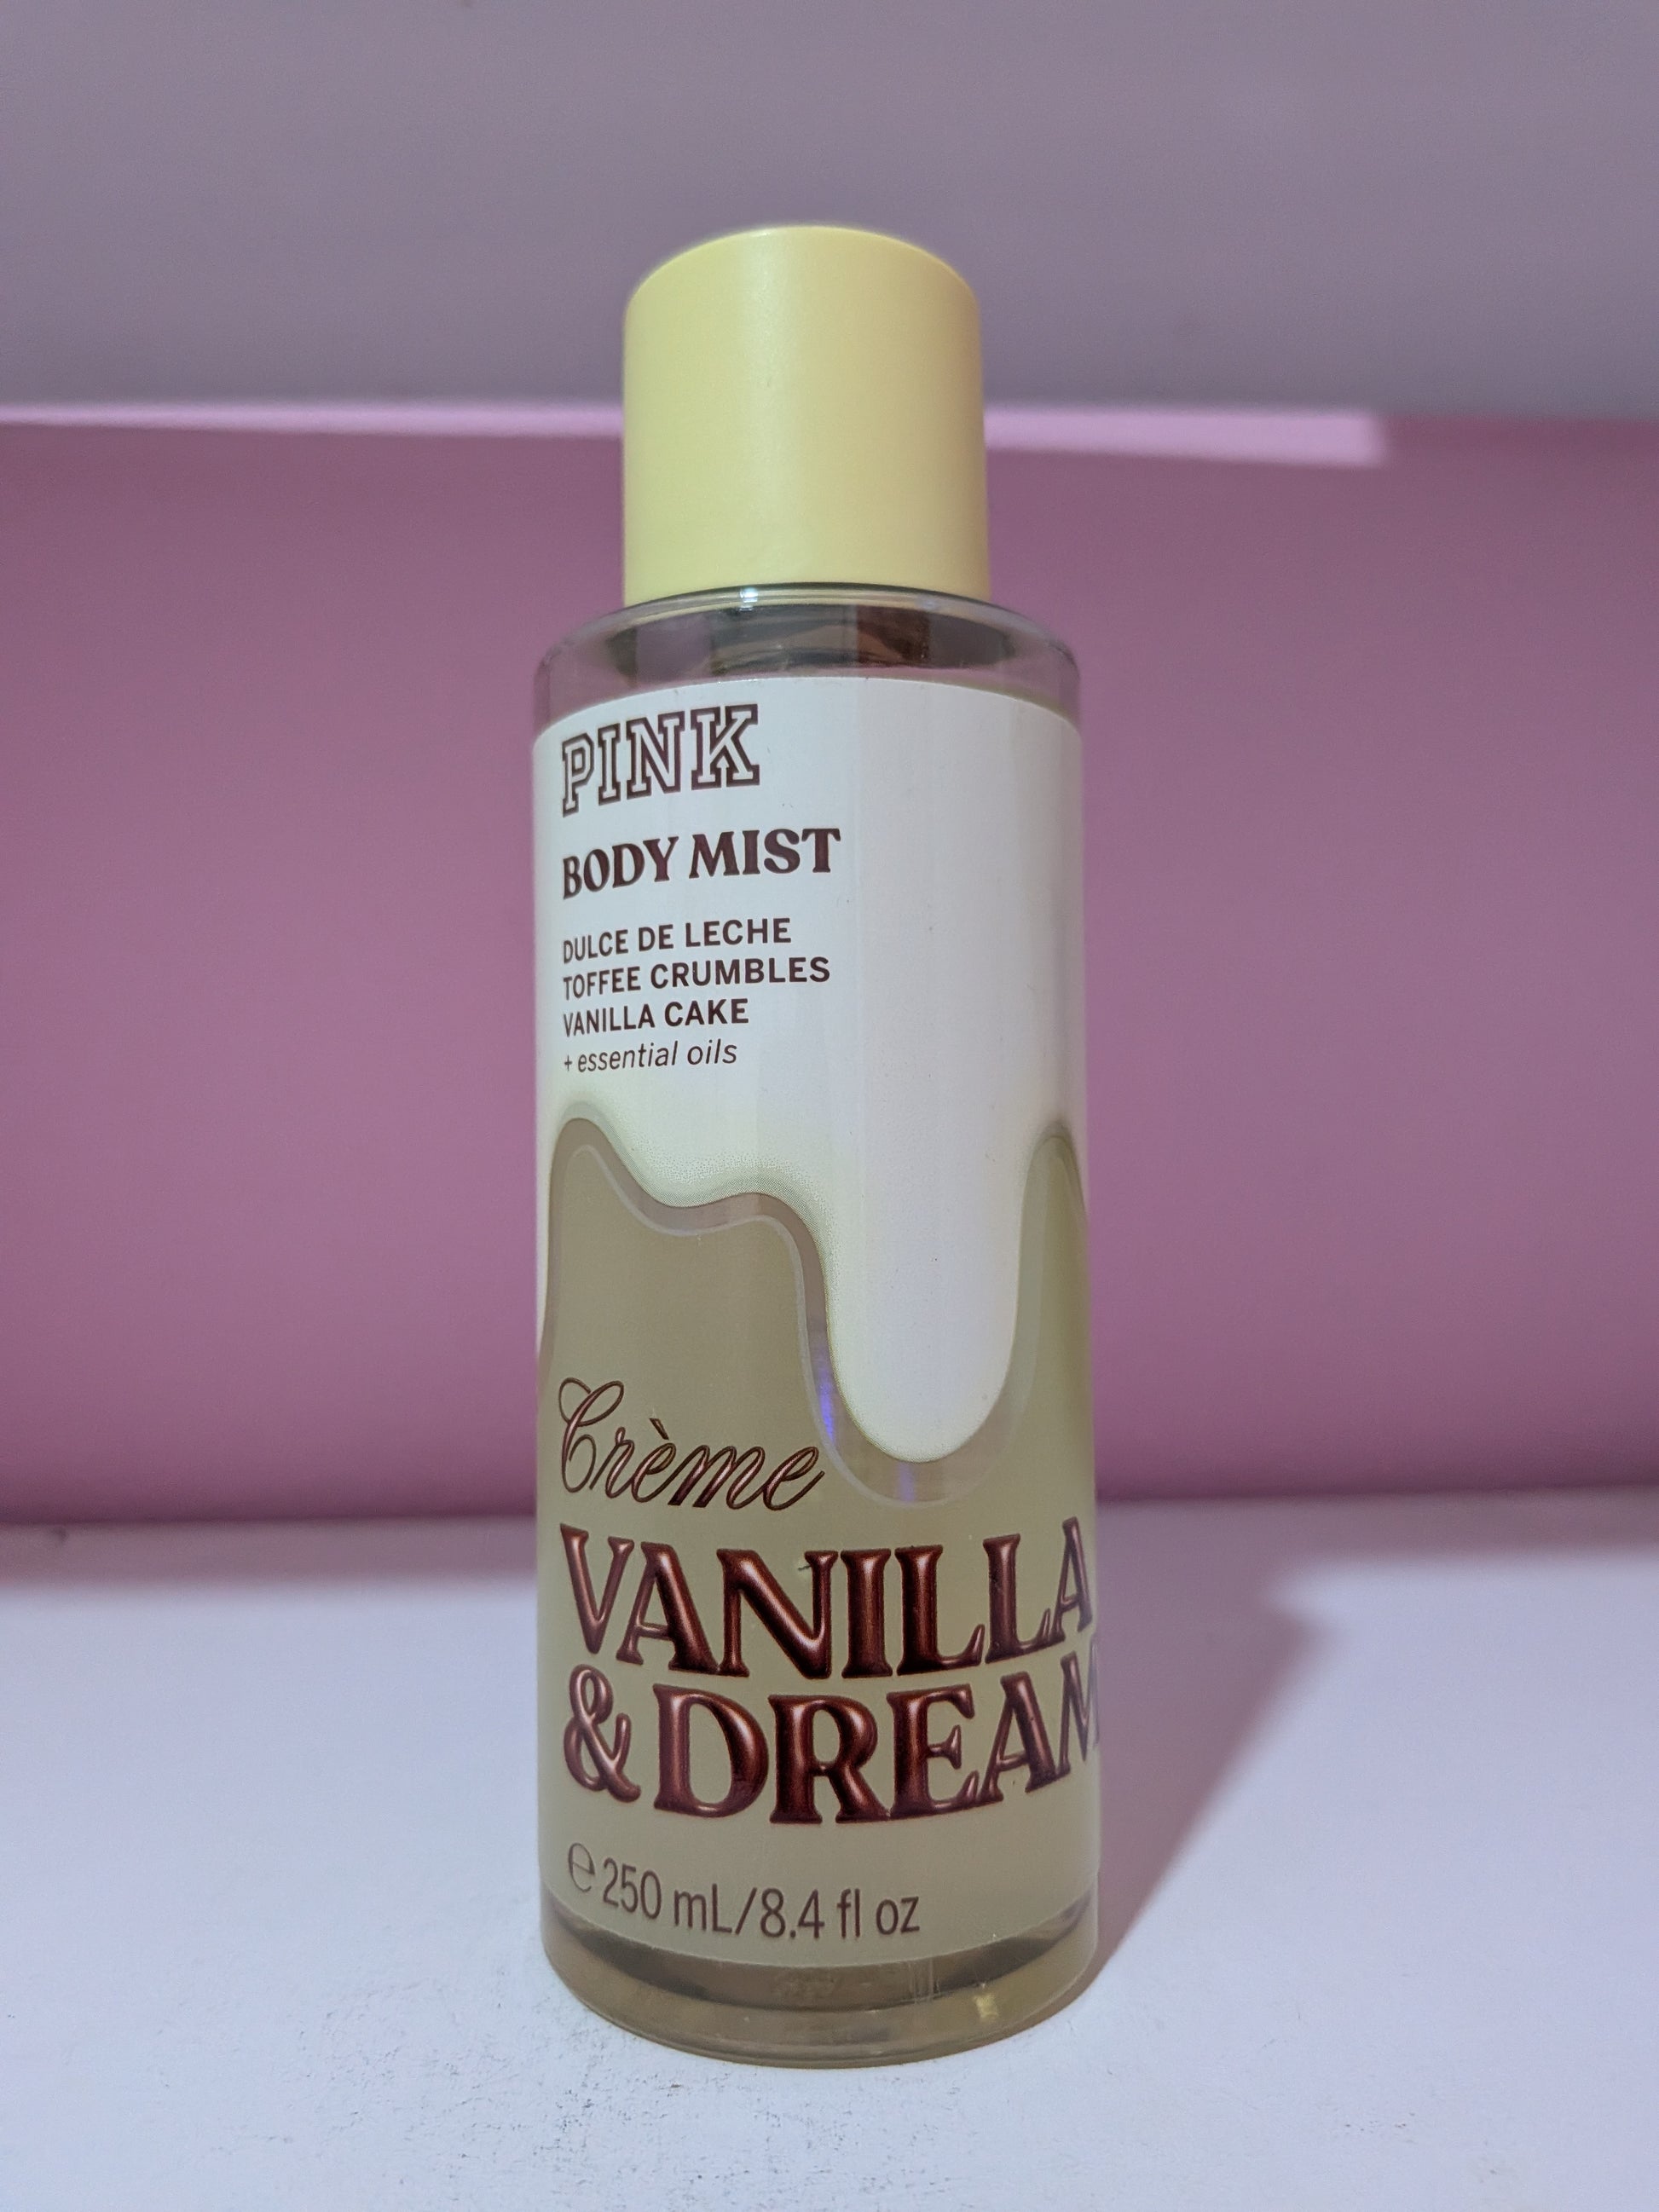 PINK
BODY MIST
DULCE DE LECHE
TOFFEE CRUMBLES
VANILLA CAKE
+ essential oils
Crème
VANILLA
& DREAM
℮ 250 mL/8.4 fl oz